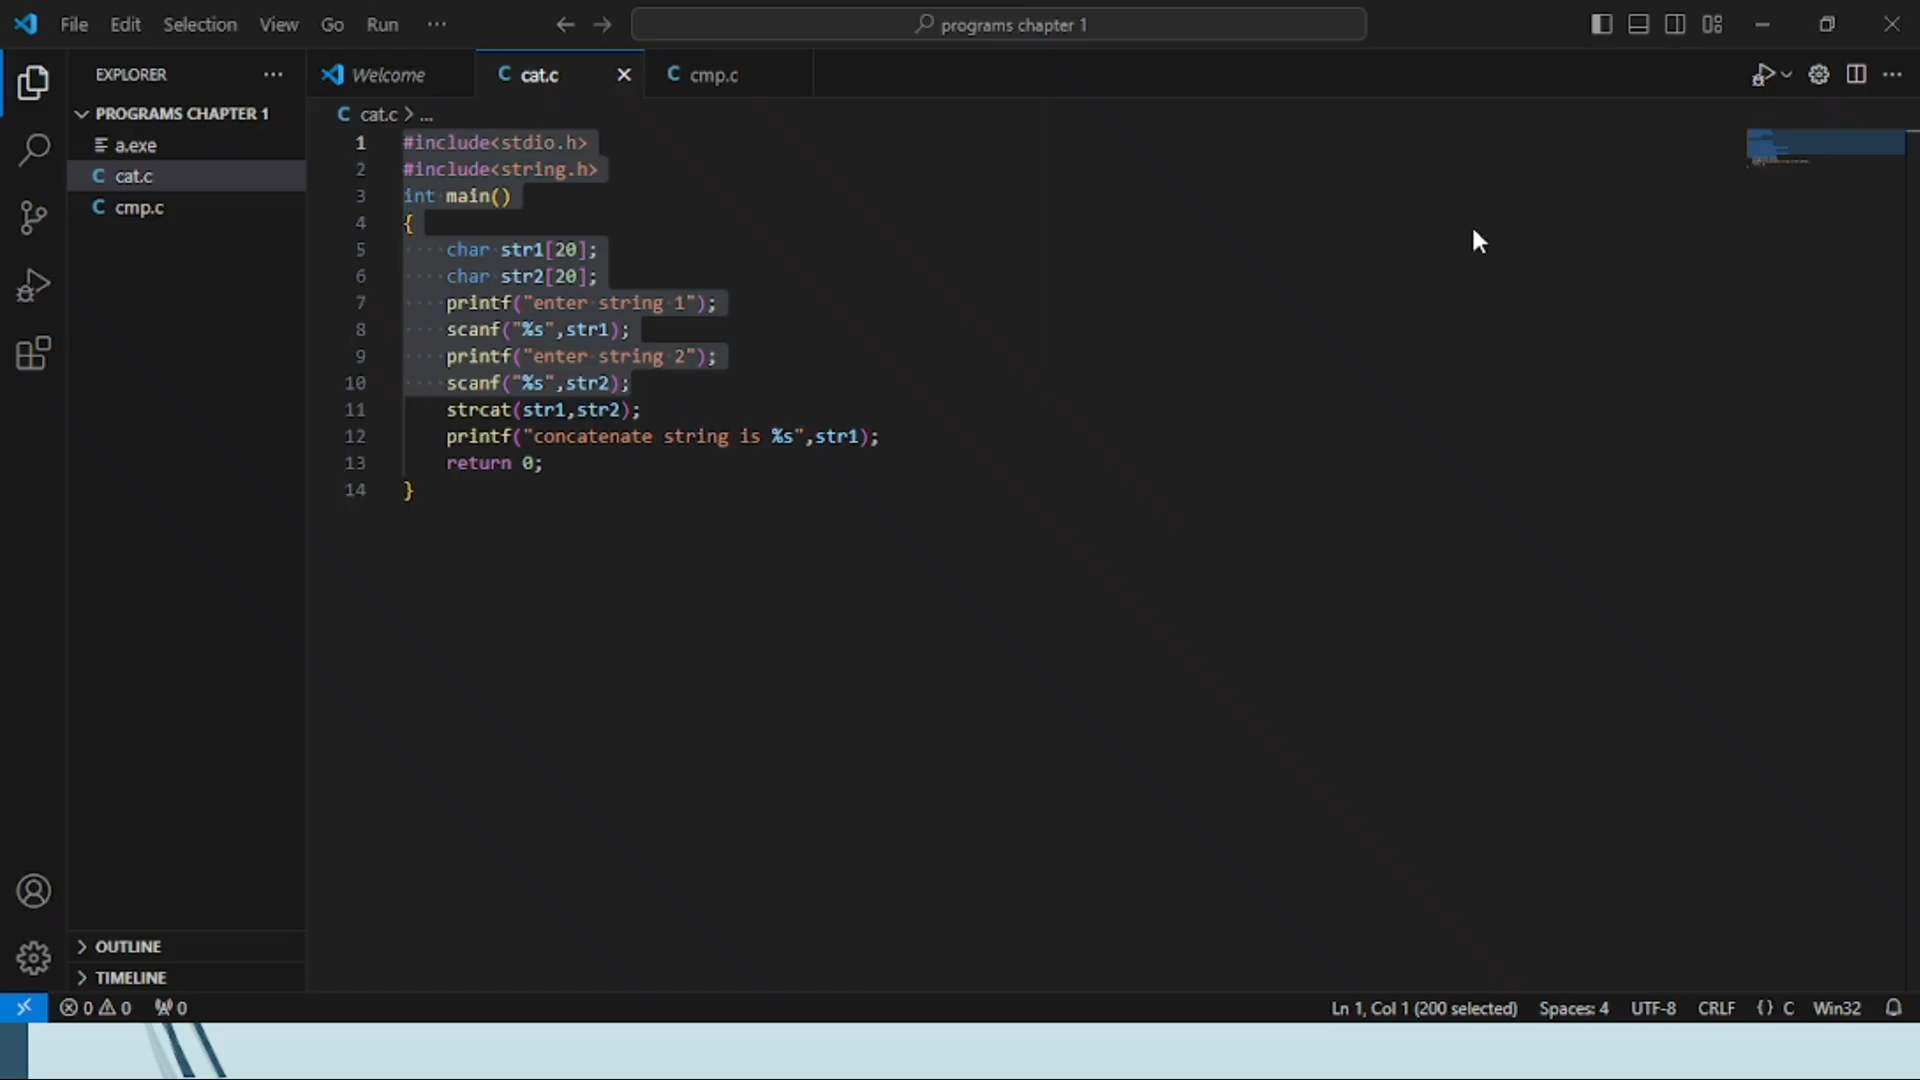 File Edit Selection View Go Run ··· programs chapter 1
EXPLORER ···
Welcome
cat.c
cmp.c
PROGRAMS CHAPTER 1
a.exe
cat.c
cmp.c
cat.c > ...
1 #include<stdio.h>
2 #include<string.h>
3 int main()
4 {
5 char str1[20];
6 char str2[20];
7 printf("enter string 1");
8 scanf("%s",str1);
9 printf("enter string 2");
10 scanf("%s",str2);
11 strcat(str1,str2);
12 printf("concatenate string is %s",str1);
13 return 0;
14 }
OUTLINE
TIMELINE
0 0 0 Ln 1, Col 1 (200 selected) Spaces: 4 UTF-8 CRLF {} C Win32